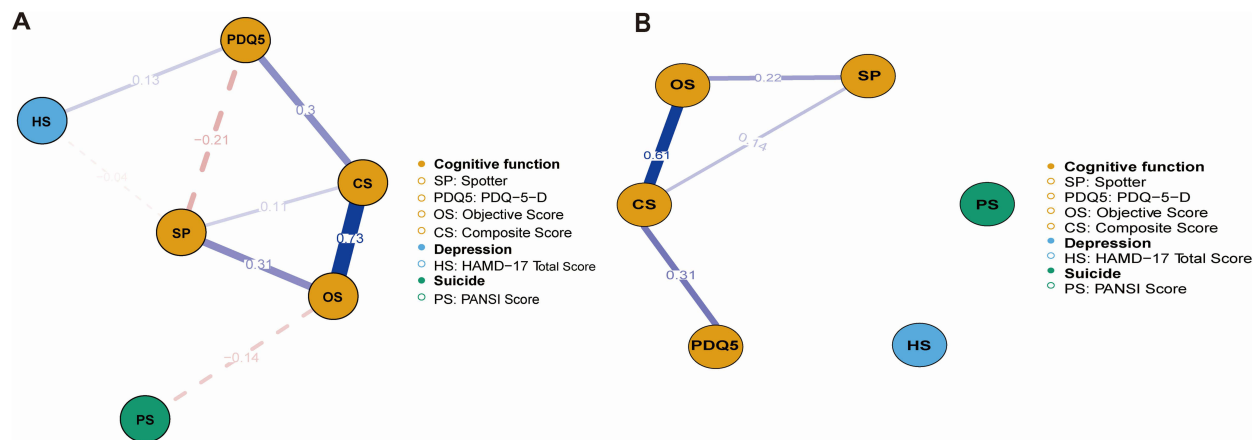 A
PDQ5
0.13
HS
0.3
−0.21
−0.04
CS
0.11
SP
0.73
0.31
OS
−0.14
PS
Cognitive function
SP: Spotter
PDQ5: PDQ−5−D
OS: Objective Score
CS: Composite Score
Depression
HS: HAMD−17 Total Score
Suicide
PS: PANSI Score
B
OS
0.22
SP
0.61
0.14
CS
PS
0.31
PDQ5
HS
Cognitive function
SP: Spotter
PDQ5: PDQ−5−D
OS: Objective Score
CS: Composite Score
Depression
HS: HAMD−17 Total Score
Suicide
PS: PANSI Score